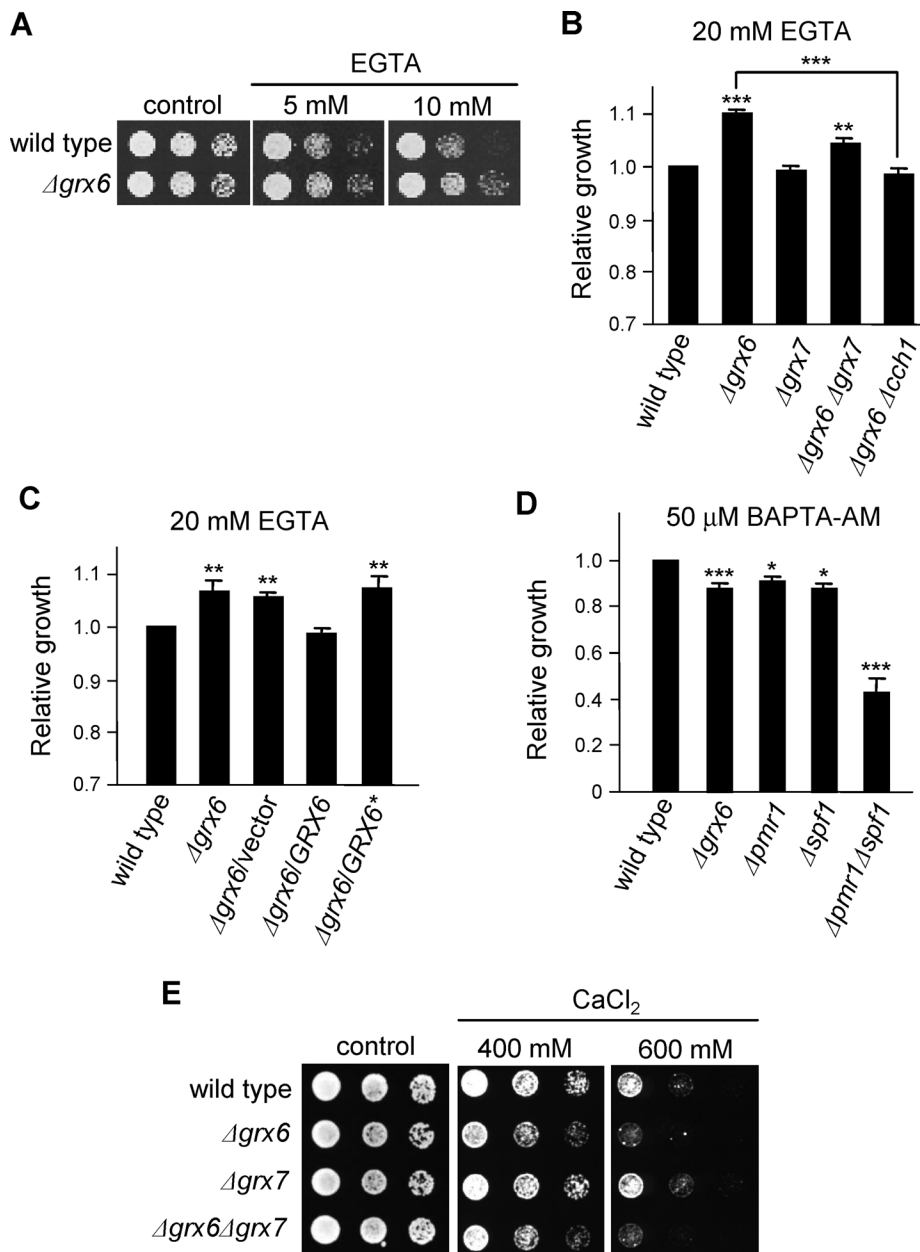 A
EGTA
control
5 mM
10 mM
wild type
Δgrx6
B
20 mM EGTA
***
Relative growth
1.1
1.0
0.9
0.8
0.7
***
**
wild type
Δgrx6
Δgrx7
Δgrx6 Δgrx7
Δgrx6 Δcch1
C
20 mM EGTA
Relative growth
1.1
1.0
0.9
0.8
0.7
**
**
**
wild type
Δgrx6
Δgrx6/vector
Δgrx6/GRX6
Δgrx6/GRX6*
D
50 μM BAPTA-AM
Relative growth
1.0
0.8
0.6
0.4
0.2
0
***
*
*
***
wild type
Δgrx6
Δpmr1
Δspf1
Δpmr1Δspf1
E
CaCl₂
control
400 mM
600 mM
wild type
Δgrx6
Δgrx7
Δgrx6Δgrx7